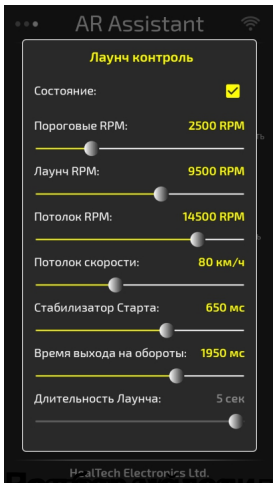 AR Assistant
Лаунч контроль
Состояние:
Пороговые RPM: 2500 RPM
Лаунч RPM: 9500 RPM
Потолок RPM: 14500 RPM
Потолок скорости: 80 км/ч
Стабилизатор Старта: 650 мс
Время выхода на обороты: 1950 мс
Длительность Лаунча: 5 сек
HealTech Electronics Ltd.